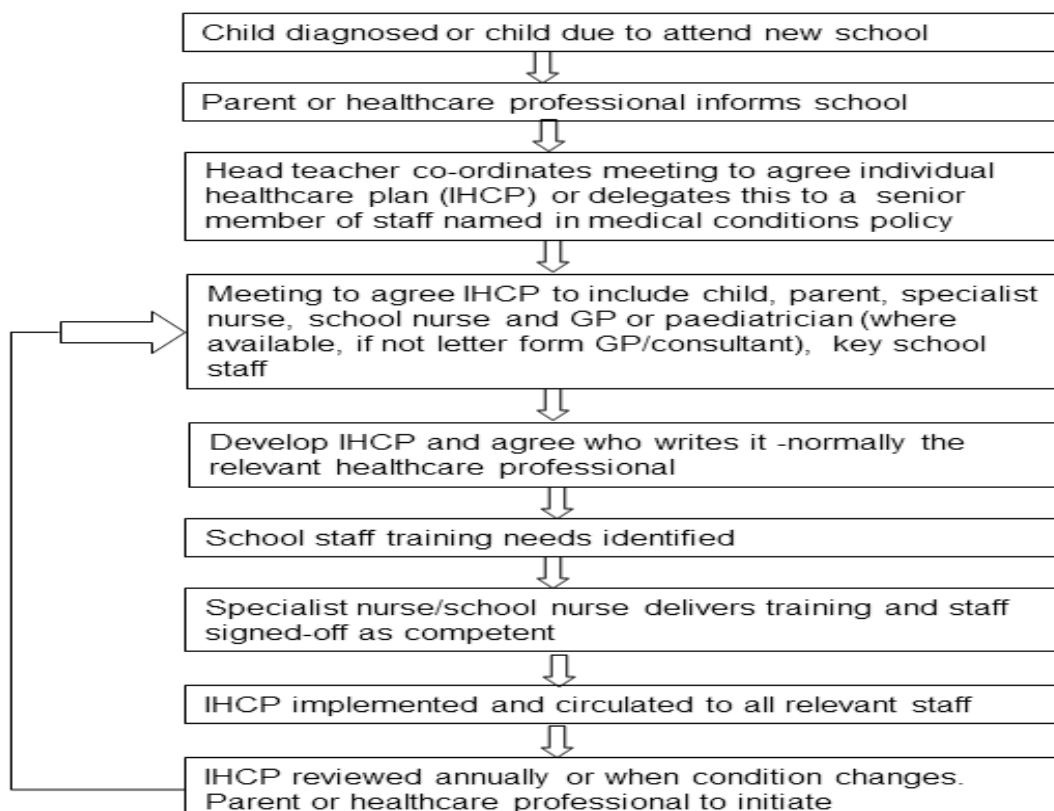 Child diagnosed or child due to attend new school
Parent or healthcare professional informs school
Head teacher co-ordinates meeting to agree individual
healthcare plan (IHCP) or delegates this to a senior
member of staff named in medical conditions policy
Meeting to agree IHCP to include child, parent, specialist
nurse, school nurse and GP or paediatrician (where
available, if not letter form GP/consultant), key school
staff
Develop IHCP and agree who writes it -normally the
relevant healthcare professional
School staff training needs identified
Specialist nurse/school nurse delivers training and staff
signed-off as competent
IHCP implemented and circulated to all relevant staff
IHCP reviewed annually or when condition changes.
Parent or healthcare professional to initiate